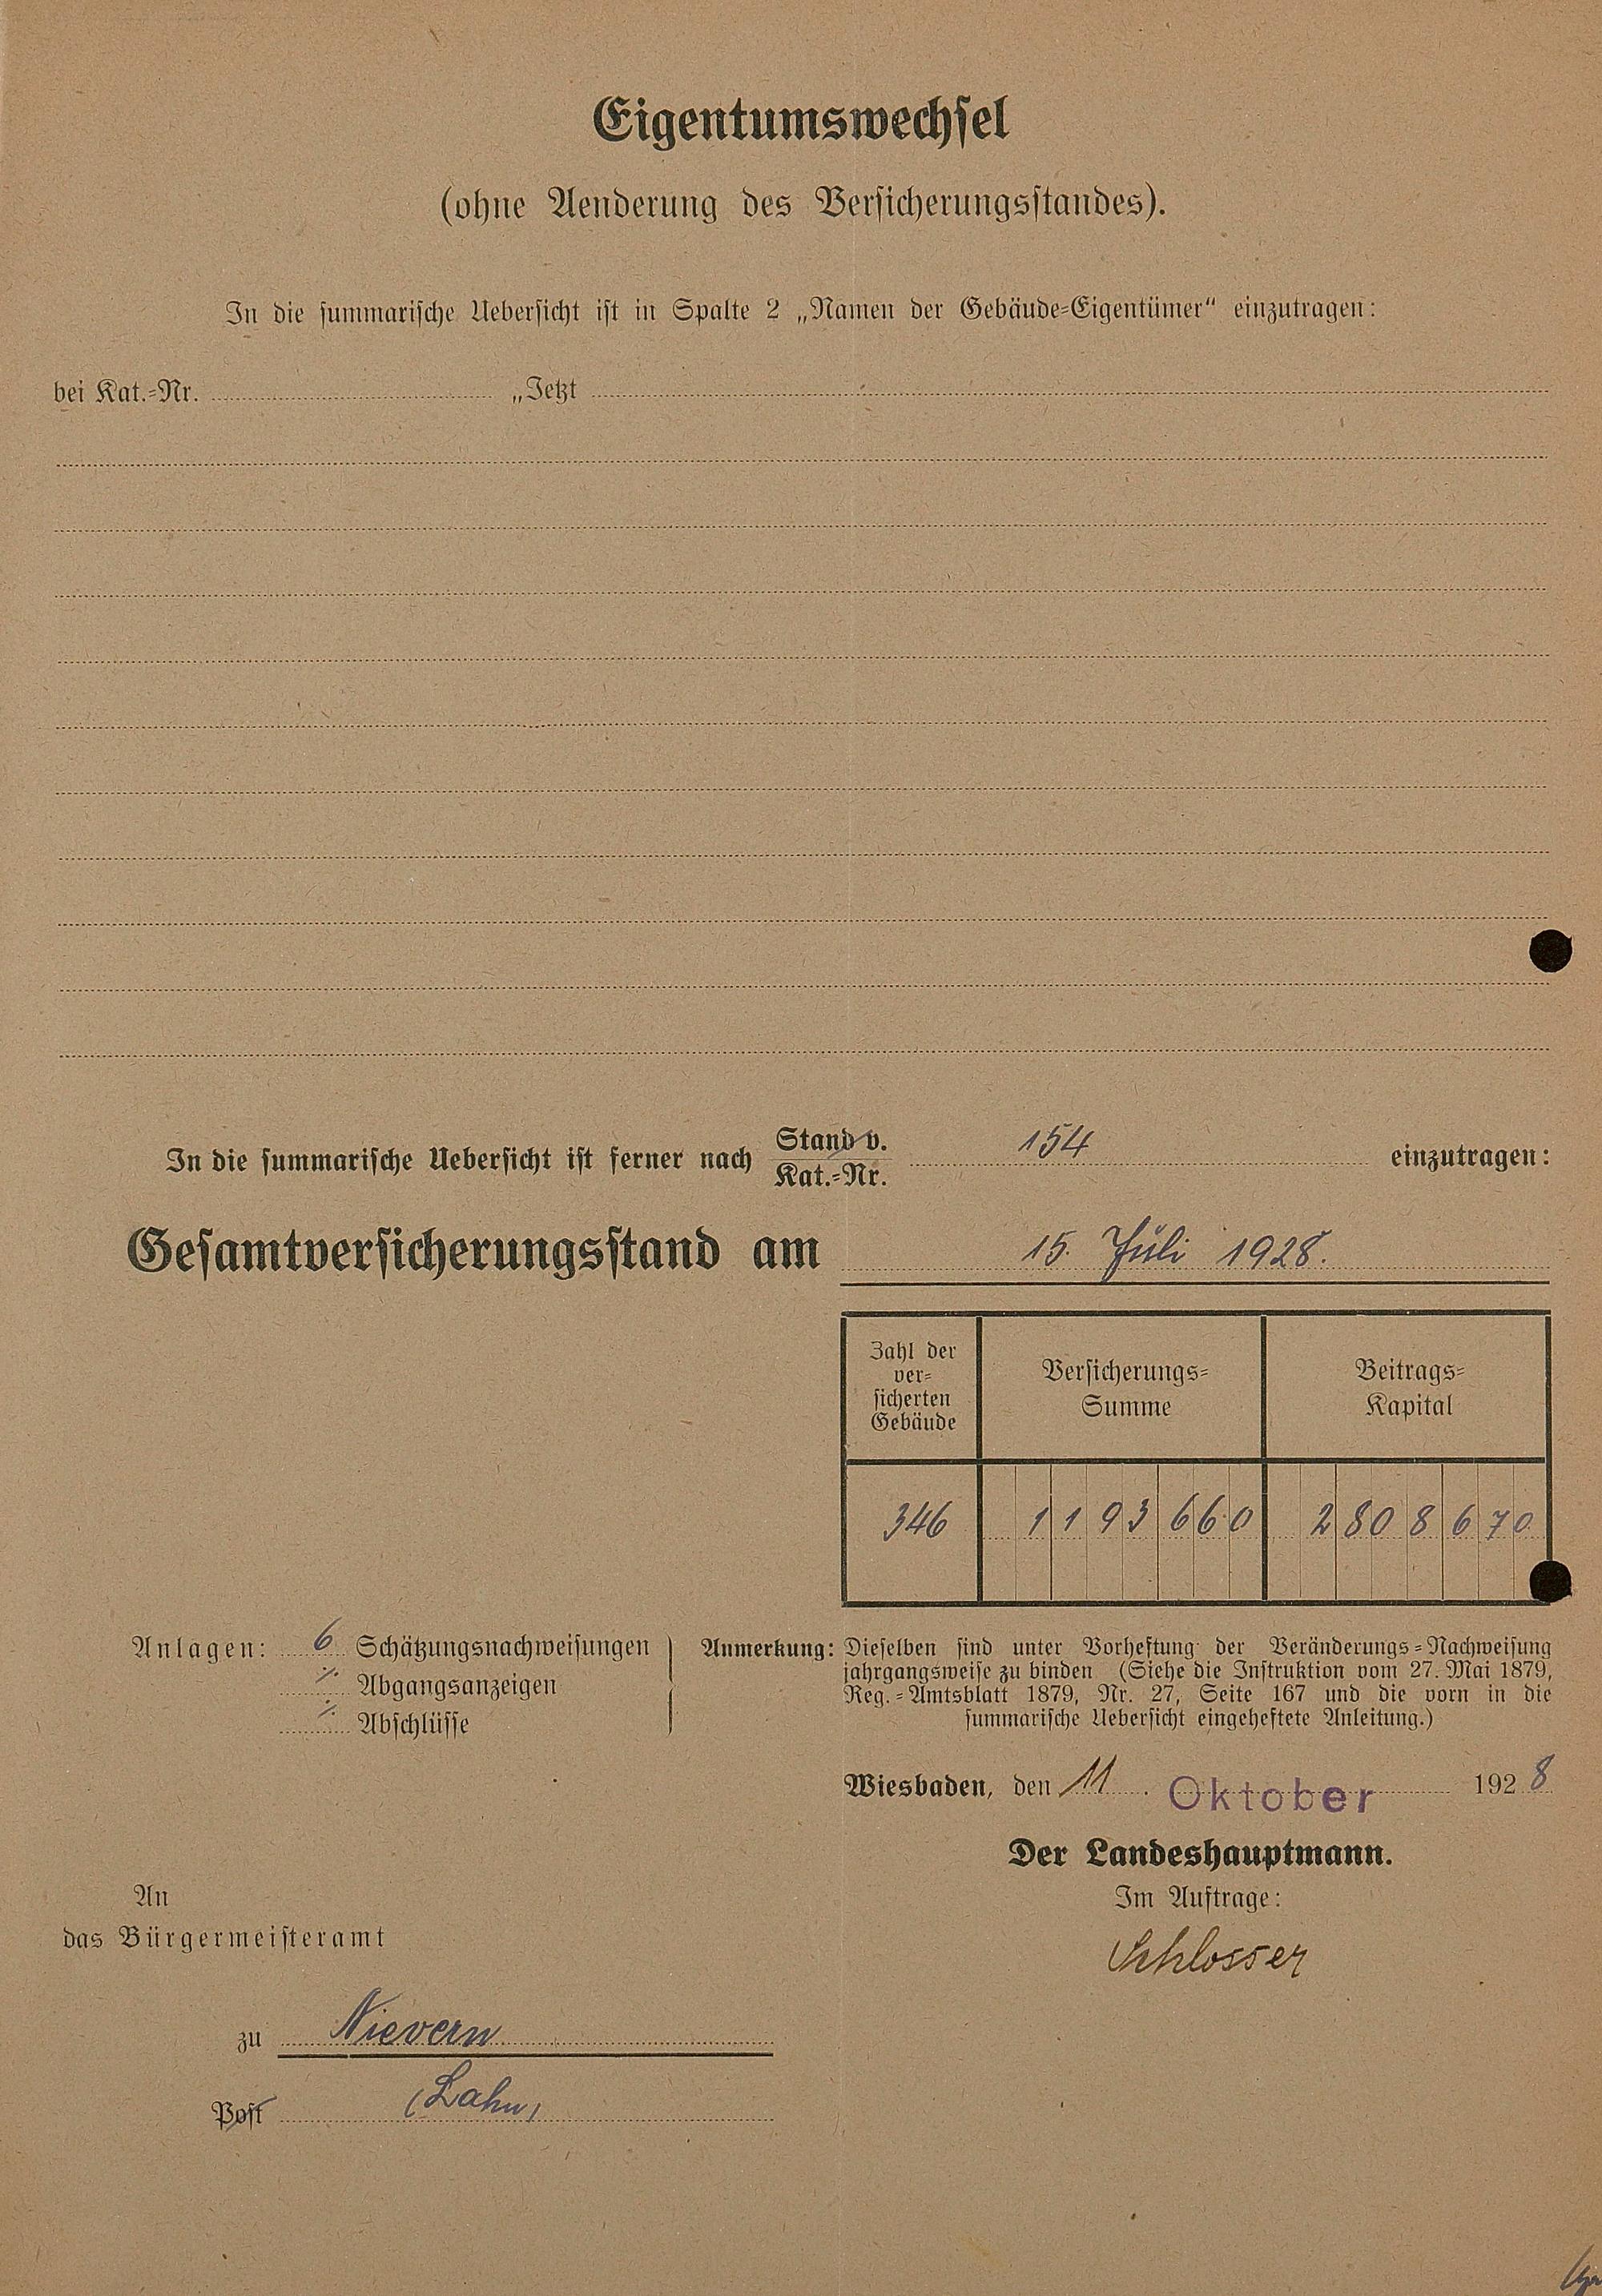 Eigentumswechsel
(ohne Aenderung des Versicherungsstandes).
In die summarische Uebersicht ist in Spalte 2 „Namen der Gebäude=Eigentümer“ einzutragen:
bei Kat.=Nr. „Jetzt
In die summarische Uebersicht ist ferner nach Stand v. Kat.=Nr. 154 einzutragen:
Gesamtversicherungsstand am 15. Juli 1928.
Zahl der ver= sicherten Gebäude
Versicherungs= Summe
Beitrags= Kapital
346 1193660 2808670
Anlagen: 6 Schätzungsnachweisungen
⁒ Abgangsanzeigen
⁒ Abschlüsse
Anmerkung: Dieselben sind unter Vorheftung der Veränderungs=Nachweisung
jahrgangsweise zu binden (Siehe die Instruktion vom 27. Mai 1879,
Reg.=Amtsblatt 1879, Nr. 27, Seite 167 und die vorn in die
summarische Uebersicht eingeheftete Anleitung.)
Wiesbaden, den 11. Oktober 1928
Der Landeshauptmann.
Im Auftrage:
Schlosser
An
das Bürgermeisteramt
zu Nievern
Post (Lahn)